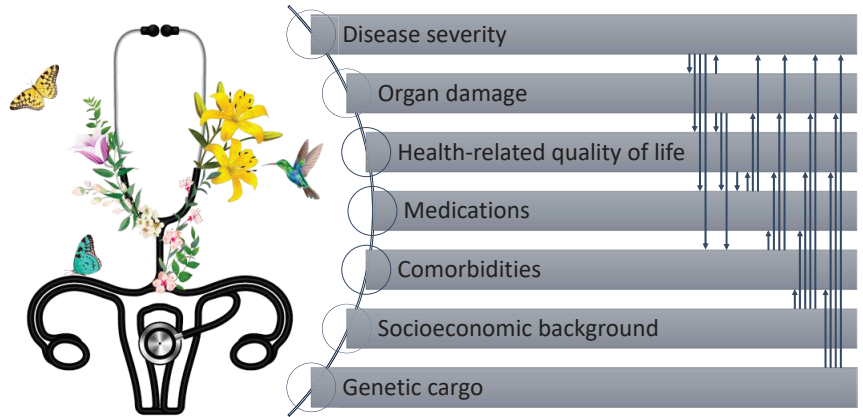 Disease severity
Organ damage
Health-related quality of life
Medications
Comorbidities
Socioeconomic background
Genetic cargo